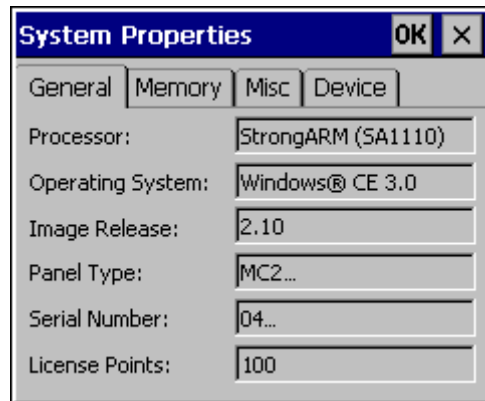 System Properties OK ×
General Memory Misc Device
Processor: StrongARM (SA1110)
Operating System: Windows® CE 3.0
Image Release: 2.10
Panel Type: MC2...
Serial Number: 04...
License Points: 100